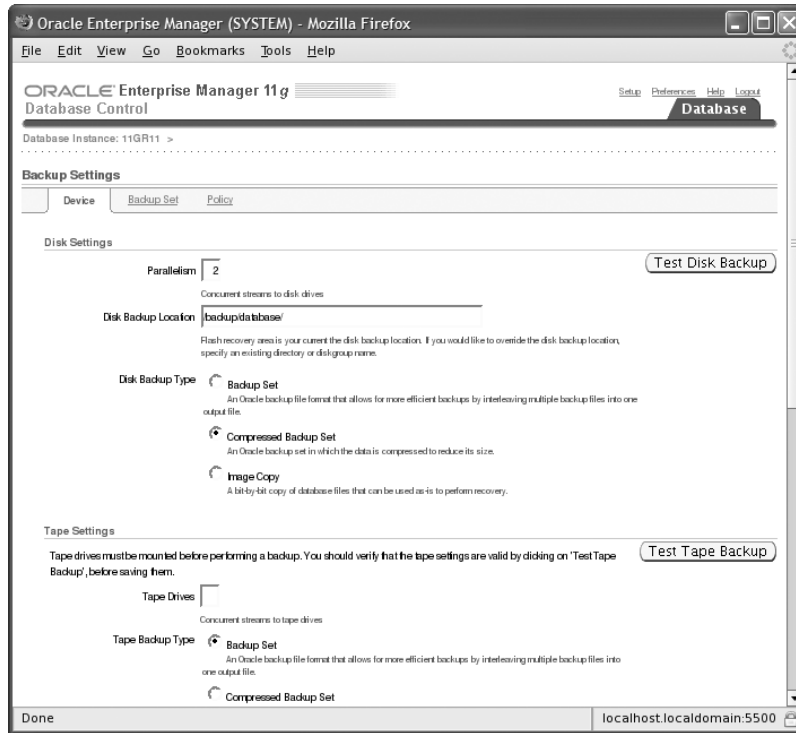 Oracle Enterprise Manager (SYSTEM) - Mozilla Firefox
File Edit View Go Bookmarks Tools Help
ORACLE Enterprise Manager 11g
Database Control
Setup Preferences Help Logout
Database
Database Instance: 11GR11 >
Backup Settings
Device Backup Set Policy
Disk Settings
Test Disk Backup
Parallelism 2
Concurrent streams to disk drives
Disk Backup Location /backup/database/
Flash recovery area is your current the disk backup location. If you would like to override the disk backup location,
specify an existing directory or diskgroup name.
Disk Backup Type Backup Set
An Oracle backup file format that allows for more efficient backups by interleaving multiple backup files into one
output file.
Compressed Backup Set
An Oracle backup set in which the data is compressed to reduce its size.
Image Copy
A bit-by-bit copy of database files that can be used as-is to perform recovery.
Tape Settings
Tape drives must be mounted before performing a backup. You should verify that the tape settings are valid by clicking on 'Test Tape
Backup', before saving them.
Test Tape Backup
Tape Drives
Concurrent streams to tape drives
Tape Backup Type Backup Set
An Oracle backup file format that allows for more efficient backups by interleaving multiple backup files into
one output file.
Compressed Backup Set
Done localhost.localdomain:5500